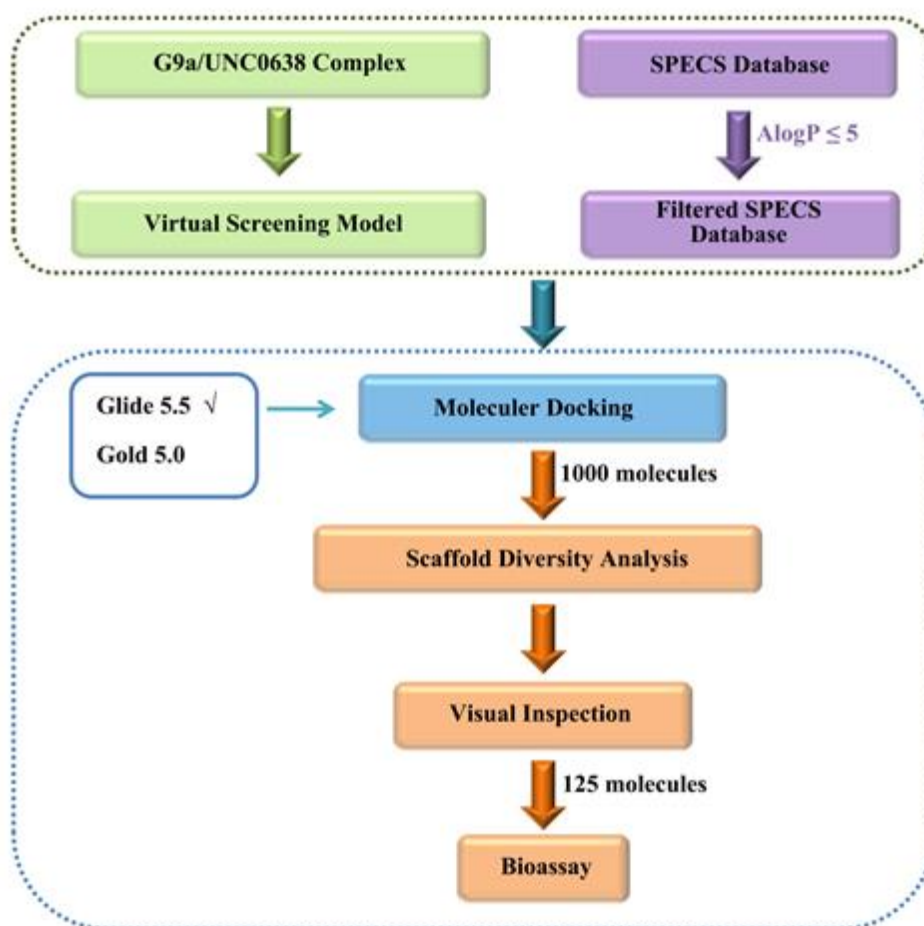 G9a/UNC0638 Complex
SPECS Database
AlogP ≤ 5
Virtual Screening Model
Filtered SPECS
Database
Glide 5.5 √
Gold 5.0
Moleculer Docking
1000 molecules
Scaffold Diversity Analysis
Visual Inspection
125 molecules
Bioassay